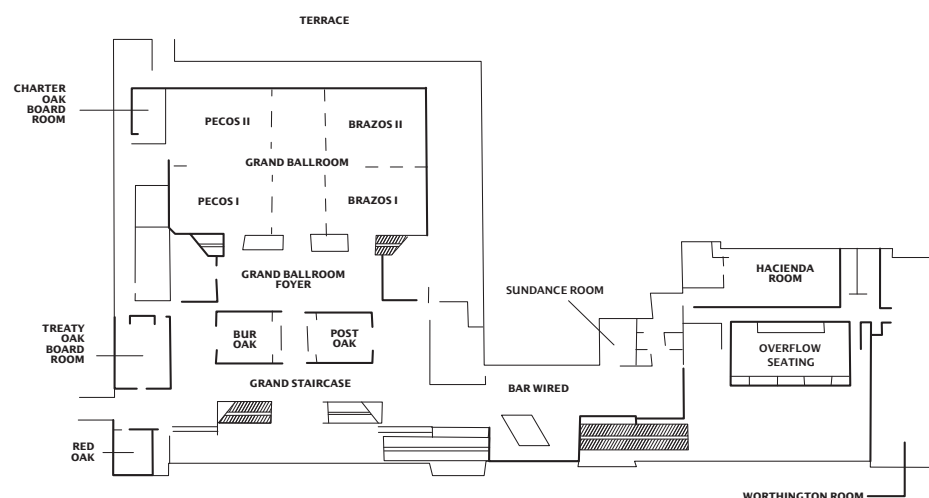 TERRACE
CHARTER
OAK
BOARD
ROOM
PECOS II
BRAZOS II
GRAND BALLROOM
PECOS I
BRAZOS I
GRAND BALLROOM
FOYER
HACIENDA
ROOM
SUNDANCE ROOM
TREATY
OAK
BOARD
ROOM
BUR
OAK
POST
OAK
OVERFLOW
SEATING
GRAND STAIRCASE
BAR WIRED
RED
OAK
WORTHINGTON ROOM